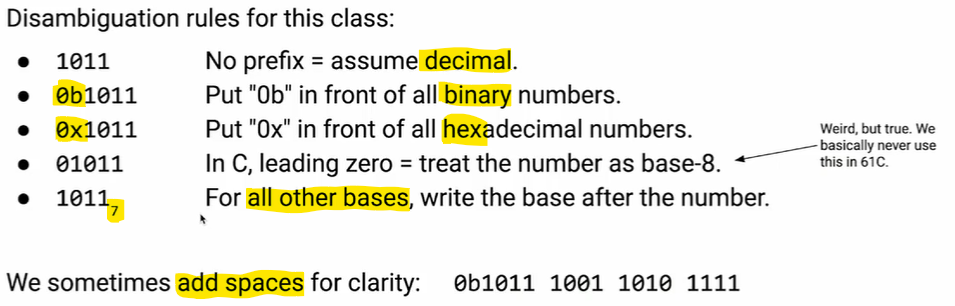 Disambiguation rules for this class:
● 1011 No prefix = assume decimal.
● 0b1011 Put "0b" in front of all binary numbers.
● 0x1011 Put "0x" in front of all hexadecimal numbers.
● 01011 In C, leading zero = treat the number as base-8.
Weird, but true. We
basically never use
this in 61C.
● 1011₇ For all other bases, write the base after the number.
We sometimes add spaces for clarity: 0b1011 1001 1010 1111